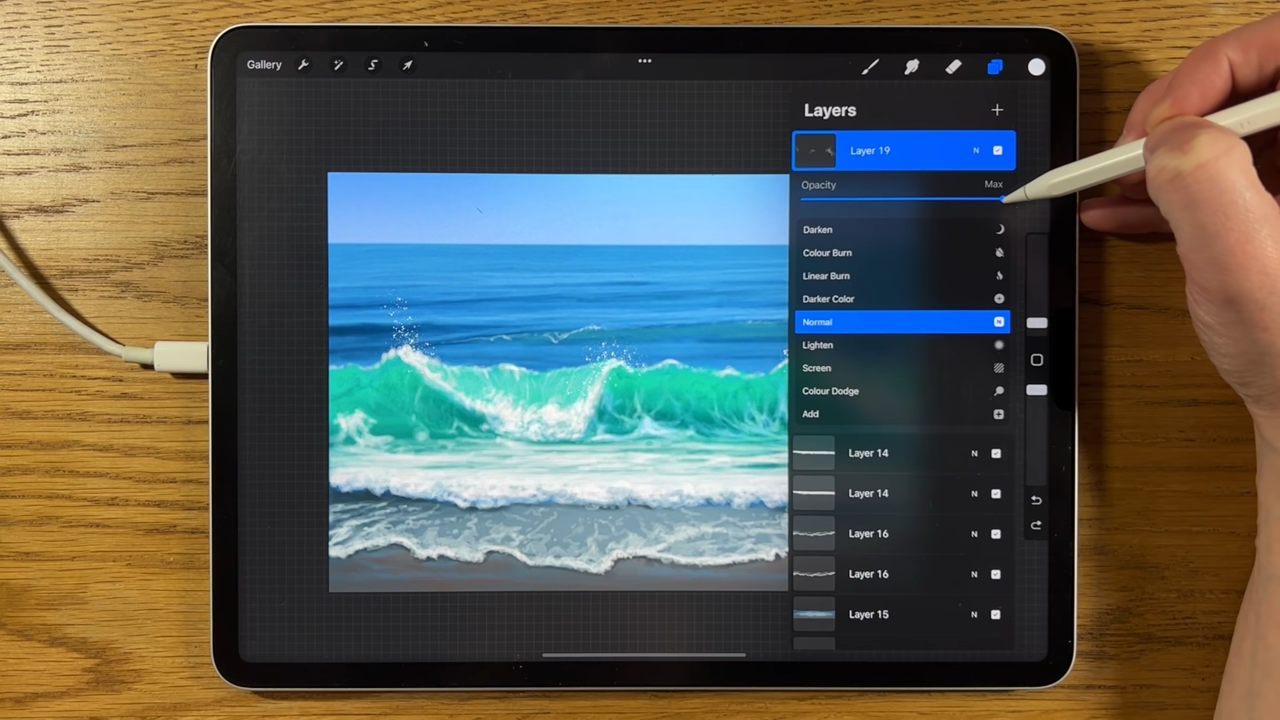 Gallery
Layers
Layer 19 N
Opacity Max
Darken
Colour Burn
Linear Burn
Darker Color
Normal N
Lighten
Screen
Colour Dodge
Add
Layer 14 N
Layer 14 N
Layer 16 N
Layer 16 N
Layer 15 N